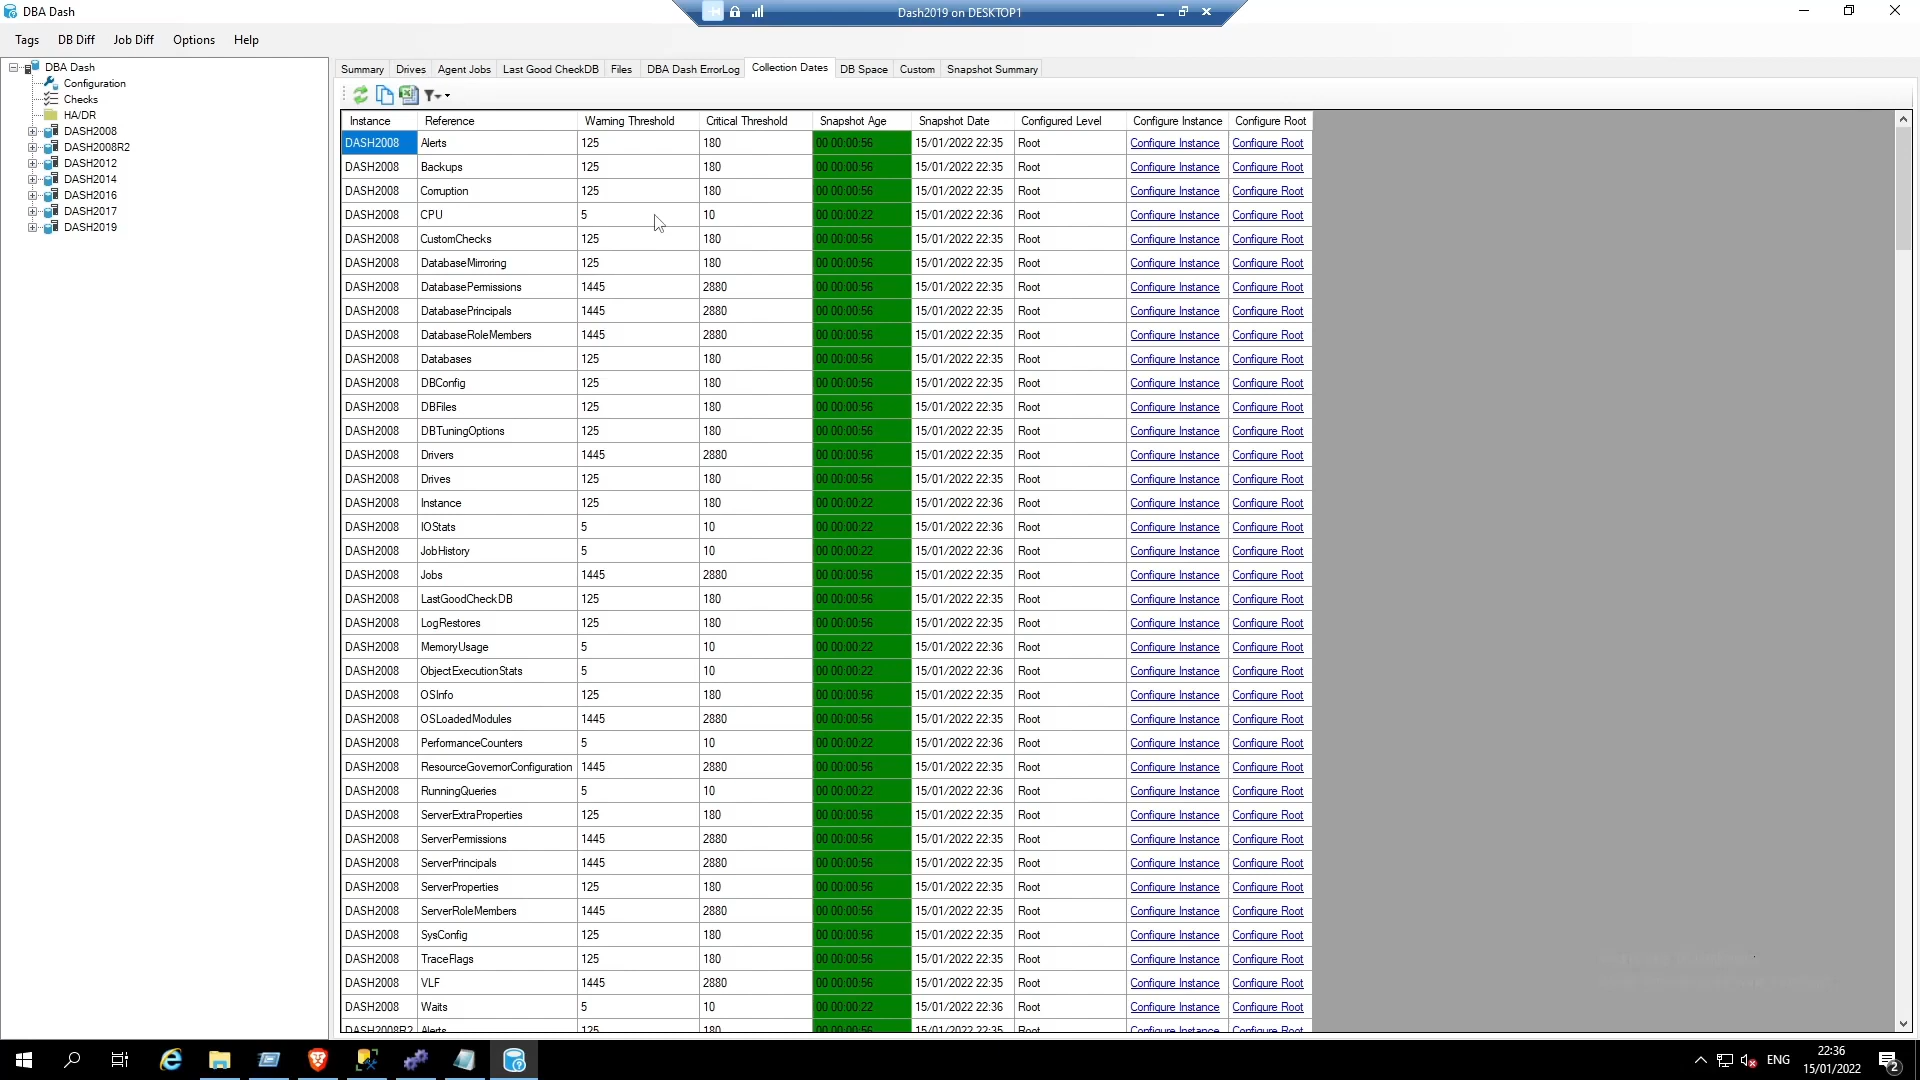 DBA Dash
Dash2019 on DESKTOP1
Tags DB Diff Job Diff Options Help
DBA Dash
Configuration
Checks
HA/DR
DASH2008
DASH2008R2
DASH2012
DASH2014
DASH2016
DASH2017
DASH2019
Summary Drives Agent Jobs Last Good CheckDB Files DBA Dash ErrorLog Collection Dates DB Space Custom Snapshot Summary
Instance Reference Warning Threshold Critical Threshold Snapshot Age Snapshot Date Configured Level Configure Instance Configure Root
DASH2008 Alerts 125 180 00 00:00:56 15/01/2022 22:35 Root Configure Instance Configure Root
DASH2008 Backups 125 180 00 00:00:56 15/01/2022 22:35 Root Configure Instance Configure Root
DASH2008 Corruption 125 180 00 00:00:56 15/01/2022 22:35 Root Configure Instance Configure Root
DASH2008 CPU 5 10 00 00:00:22 15/01/2022 22:36 Root Configure Instance Configure Root
DASH2008 CustomChecks 125 180 00 00:00:56 15/01/2022 22:35 Root Configure Instance Configure Root
DASH2008 DatabaseMirroring 125 180 00 00:00:56 15/01/2022 22:35 Root Configure Instance Configure Root
DASH2008 DatabasePermissions 1445 2880 00 00:00:56 15/01/2022 22:35 Root Configure Instance Configure Root
DASH2008 DatabasePrincipals 1445 2880 00 00:00:56 15/01/2022 22:35 Root Configure Instance Configure Root
DASH2008 DatabaseRoleMembers 1445 2880 00 00:00:56 15/01/2022 22:35 Root Configure Instance Configure Root
DASH2008 Databases 125 180 00 00:00:56 15/01/2022 22:35 Root Configure Instance Configure Root
DASH2008 DBConfig 125 180 00 00:00:56 15/01/2022 22:35 Root Configure Instance Configure Root
DASH2008 DBFiles 125 180 00 00:00:56 15/01/2022 22:35 Root Configure Instance Configure Root
DASH2008 DBTuningOptions 125 180 00 00:00:56 15/01/2022 22:35 Root Configure Instance Configure Root
DASH2008 Drivers 1445 2880 00 00:00:56 15/01/2022 22:35 Root Configure Instance Configure Root
DASH2008 Drives 125 180 00 00:00:56 15/01/2022 22:35 Root Configure Instance Configure Root
DASH2008 Instance 125 180 00 00:00:22 15/01/2022 22:36 Root Configure Instance Configure Root
DASH2008 IOStats 5 10 00 00:00:22 15/01/2022 22:36 Root Configure Instance Configure Root
DASH2008 JobHistory 5 10 00 00:00:22 15/01/2022 22:36 Root Configure Instance Configure Root
DASH2008 Jobs 1445 2880 00 00:00:56 15/01/2022 22:35 Root Configure Instance Configure Root
DASH2008 LastGoodCheckDB 125 180 00 00:00:56 15/01/2022 22:35 Root Configure Instance Configure Root
DASH2008 LogRestores 125 180 00 00:00:56 15/01/2022 22:35 Root Configure Instance Configure Root
DASH2008 MemoryUsage 5 10 00 00:00:22 15/01/2022 22:36 Root Configure Instance Configure Root
DASH2008 ObjectExecutionStats 5 10 00 00:00:22 15/01/2022 22:36 Root Configure Instance Configure Root
DASH2008 OSInfo 125 180 00 00:00:56 15/01/2022 22:35 Root Configure Instance Configure Root
DASH2008 OSLoadedModules 1445 2880 00 00:00:56 15/01/2022 22:35 Root Configure Instance Configure Root
DASH2008 PerformanceCounters 5 10 00 00:00:22 15/01/2022 22:36 Root Configure Instance Configure Root
DASH2008 ResourceGovernorConfiguration 1445 2880 00 00:00:56 15/01/2022 22:35 Root Configure Instance Configure Root
DASH2008 RunningQueries 5 10 00 00:00:22 15/01/2022 22:36 Root Configure Instance Configure Root
DASH2008 ServerExtraProperties 125 180 00 00:00:56 15/01/2022 22:35 Root Configure Instance Configure Root
DASH2008 ServerPermissions 1445 2880 00 00:00:56 15/01/2022 22:35 Root Configure Instance Configure Root
DASH2008 ServerPrincipals 1445 2880 00 00:00:56 15/01/2022 22:35 Root Configure Instance Configure Root
DASH2008 ServerProperties 125 180 00 00:00:56 15/01/2022 22:35 Root Configure Instance Configure Root
DASH2008 ServerRoleMembers 1445 2880 00 00:00:56 15/01/2022 22:35 Root Configure Instance Configure Root
DASH2008 SysConfig 125 180 00 00:00:56 15/01/2022 22:35 Root Configure Instance Configure Root
DASH2008 TraceFlags 125 180 00 00:00:56 15/01/2022 22:35 Root Configure Instance Configure Root
DASH2008 VLF 1445 2880 00 00:00:56 15/01/2022 22:35 Root Configure Instance Configure Root
DASH2008 Waits 5 10 00 00:00:22 15/01/2022 22:36 Root Configure Instance Configure Root
DASH2008R2 Alerts 125 180 00 00:00:56 15/01/2022 22:35 Root Configure Instance Configure Root
ENG
22:36
15/01/2022
2